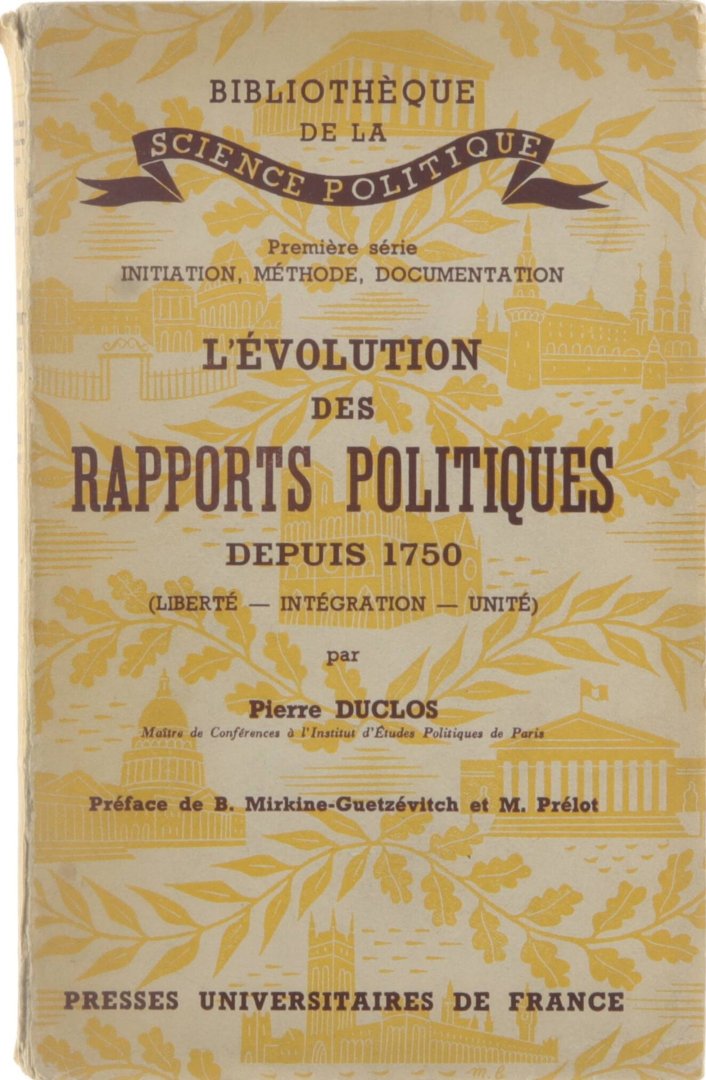 BIBLIOTHÈQUE
DE LA
SCIENCE POLITIQUE
Première série
INITIATION, MÉTHODE, DOCUMENTATION
L'ÉVOLUTION
DES
RAPPORTS POLITIQUES
DEPUIS 1750
(LIBERTÉ — INTÉGRATION — UNITÉ)
par
Pierre DUCLOS
Maître de Conférences à l'Institut d'Études Politiques de Paris
Préface de B. Mirkine-Guetzévitch et M. Prélot
PRESSES UNIVERSITAIRES DE FRANCE